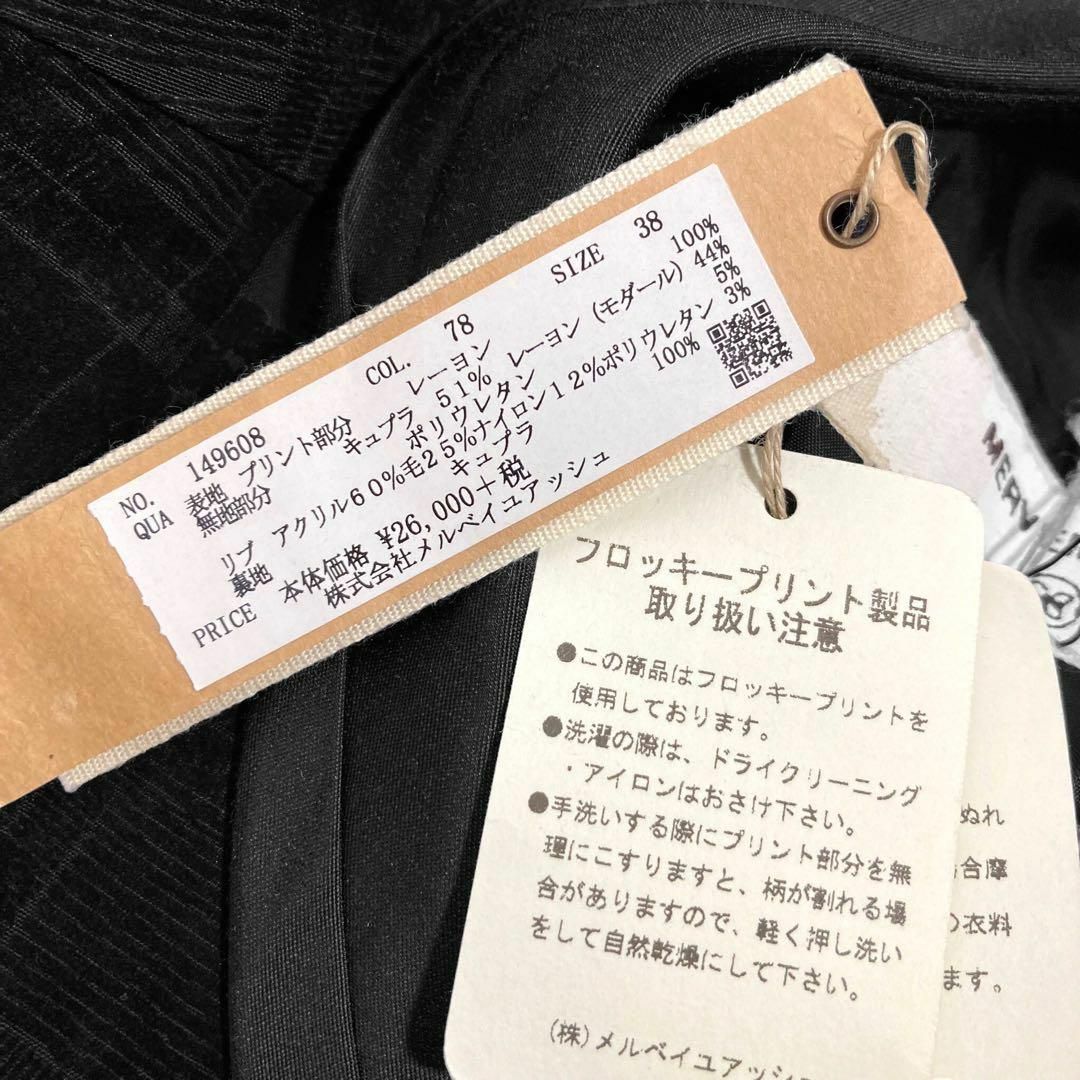 NO. 149608 COL. 78 SIZE 38
QUA 表地 プリント部分 レーヨン 100%
無地部分 キュプラ 51% レーヨン (モダール) 44%
ポリウレタン 5%
リブ アクリル60%毛25%ナイロン12%ポリウレタン 3%
裏地 キュプラ 100%
PRICE 本体価格 ¥26,000+税
株式会社メルベイユアッシュ
フロッキープリント製品
取り扱い注意
●この商品はフロッキープリントを
使用しております。
●洗濯の際は、ドライクリーニング
・アイロンはおさけ下さい。
●手洗いする際にプリント部分を無
理にこすりますと、柄が割れる場
合がありますので、軽く押し洗い
をして自然乾燥にして下さい。
(株)メルベイユアッシュ
ぬれ
合摩
の衣料
ます。